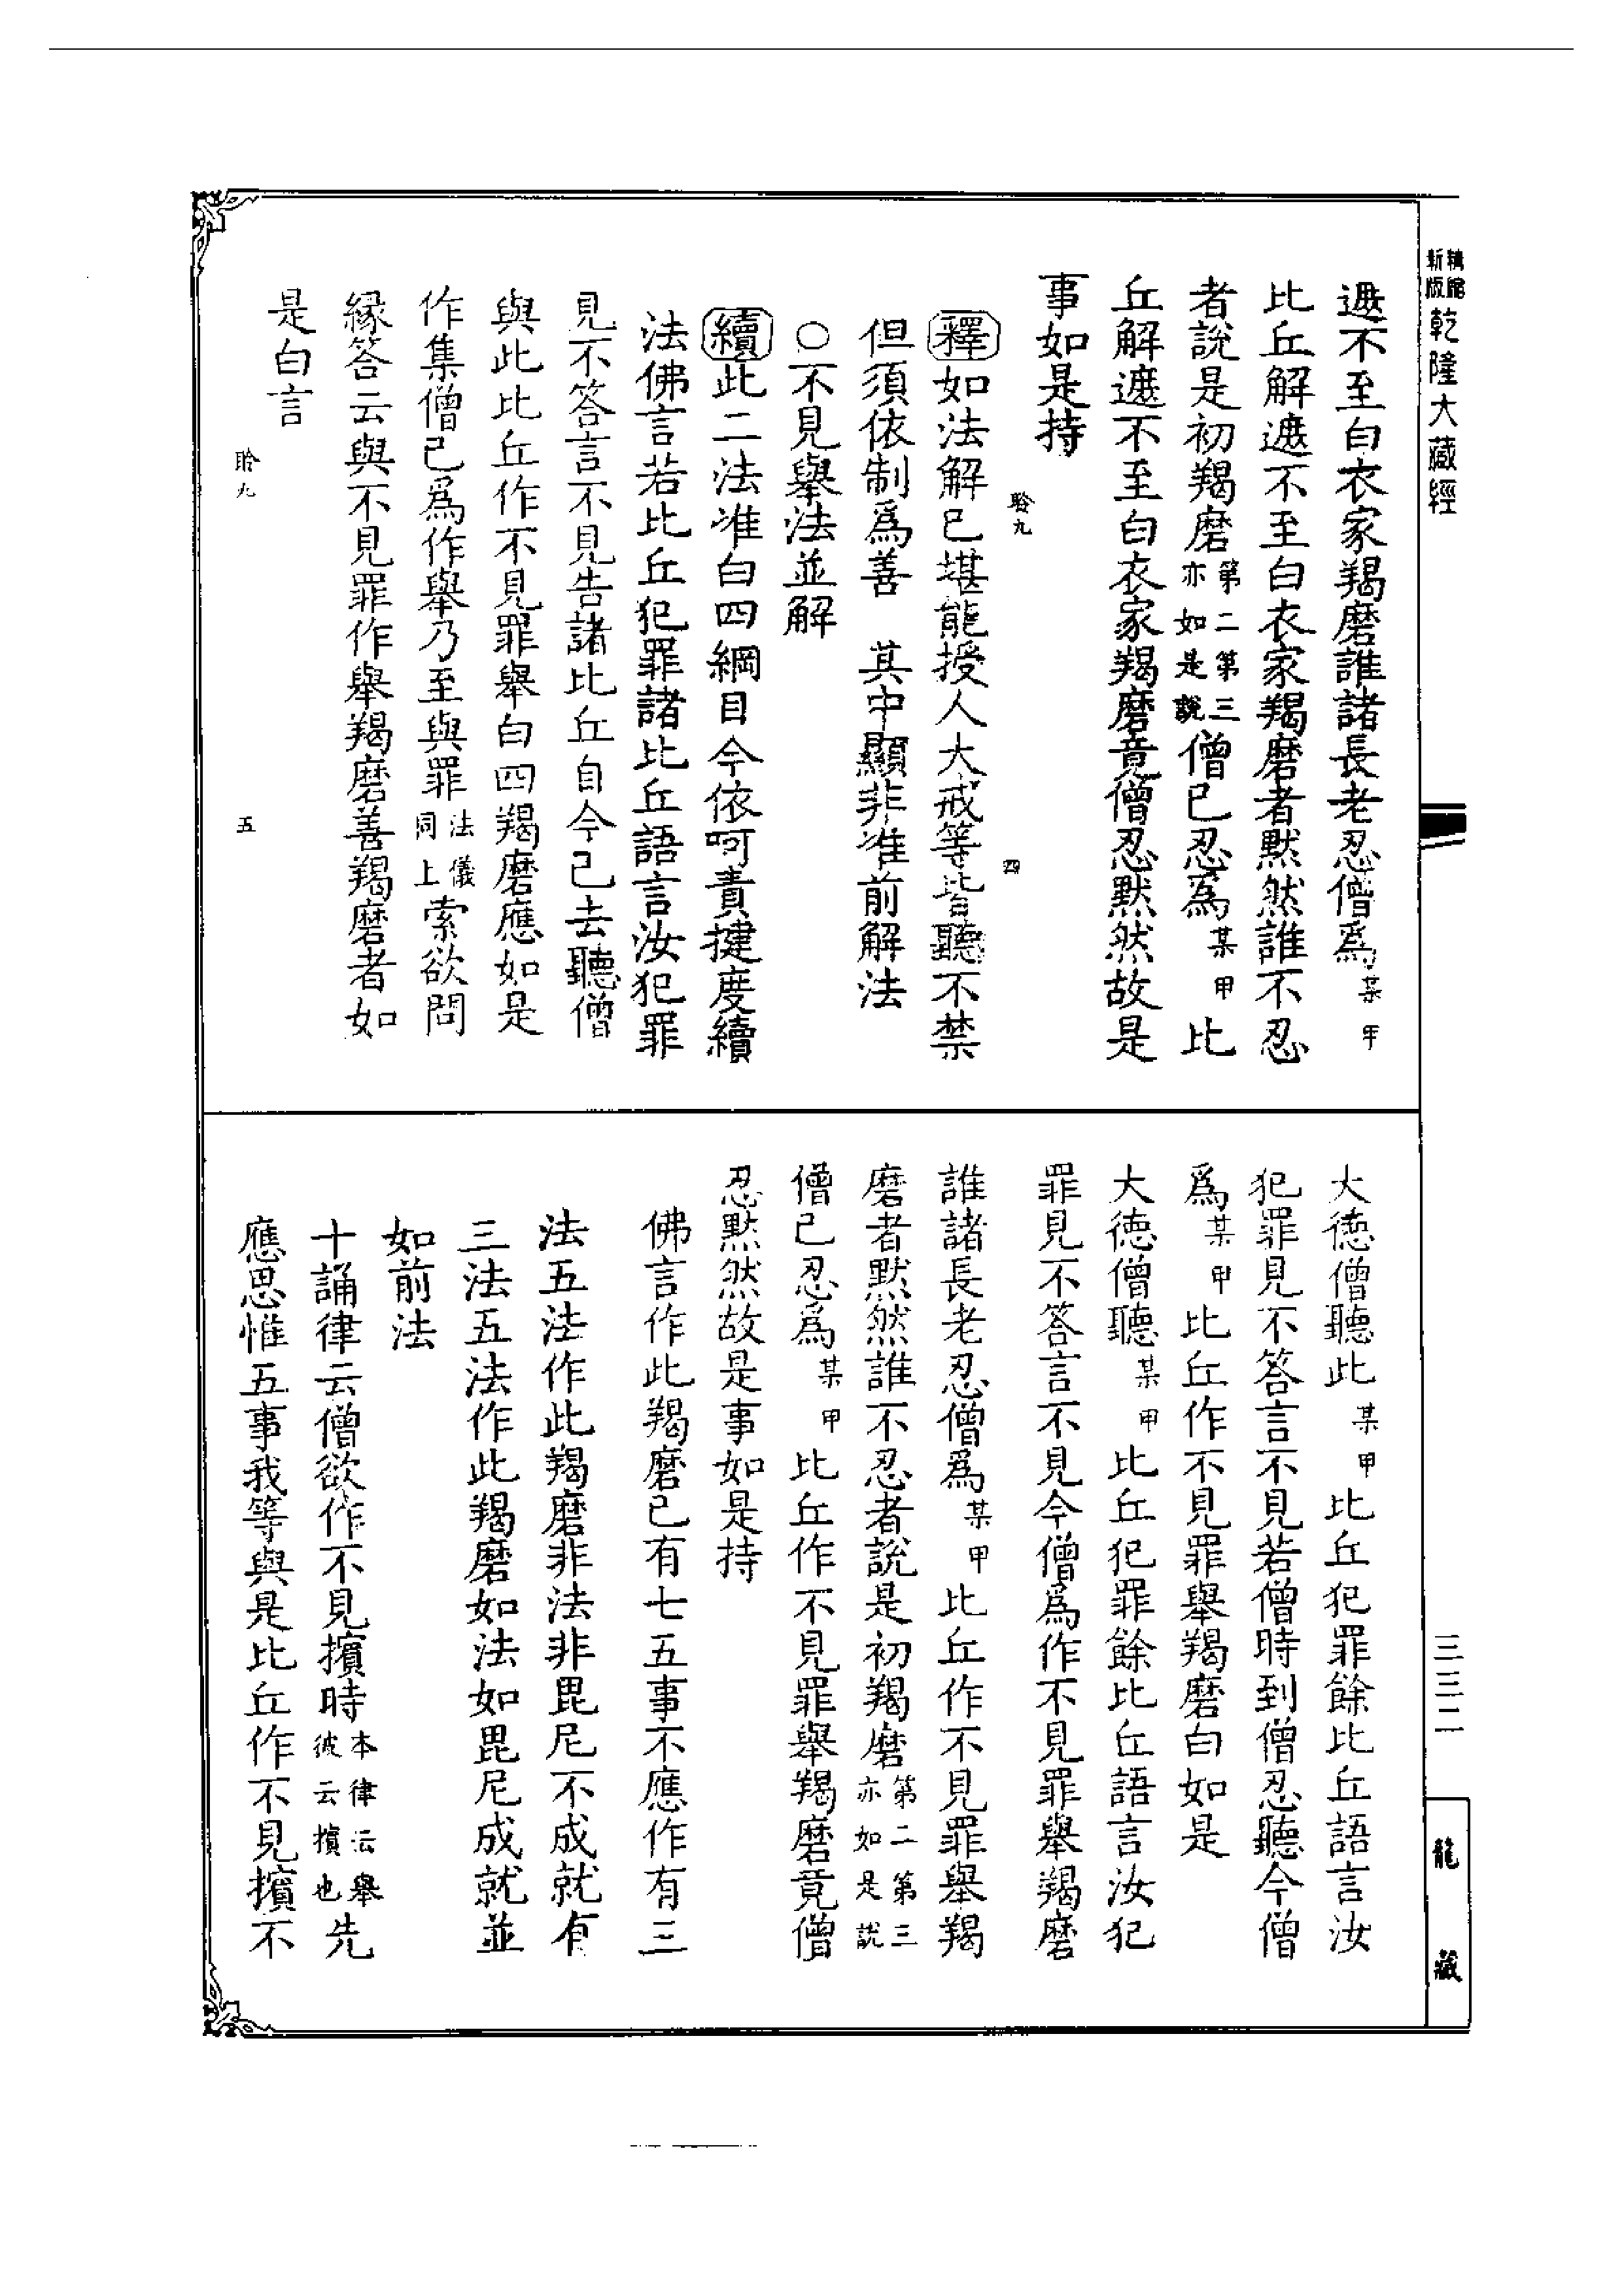 新版
精縮
乾隆大藏經
遮不至白衣家羯磨誰諸長老忍僧爲某甲
比丘解遮不至白衣家羯磨者默然誰不忍
者說是初羯磨第二第三亦如是說僧已忍爲某甲比
丘解遮不至白衣家羯磨竟僧忍默然故是
事如是持
聆九
四
釋如法解已堪能授人大戒等皆聽不禁
但須依制爲善 其中顯非准前解法
○不見舉法並解
續此二法准白四綱目今依呵責揵度續
法佛言若比丘犯罪諸比丘語言汝犯罪
見不答言不見告諸比丘自今已去聽僧
與此比丘作不見罪舉白四羯磨應如是
作集僧已爲作舉乃至與罪法儀同上索欲問
緣答云與不見罪作舉羯磨善羯磨者如
是白言
聆九
五
大德僧聽此某甲比丘犯罪餘比丘語言汝
犯罪見不答言不見若僧時到僧忍聽今僧
爲某甲比丘作不見罪舉羯磨白如是
大德僧聽某甲比丘犯罪餘比丘語言汝犯
罪見不答言不見今僧爲作不見罪舉羯磨
誰諸長老忍僧爲某甲比丘作不見罪舉羯
磨者默然誰不忍者說是初羯磨第二第三亦如是說
僧已忍爲某甲比丘作不見罪舉羯磨竟僧
忍默然故是事如是持
佛言作此羯磨已有七五事不應作有三
法五法作此羯磨非法非毘尼不成就有
三法五法作此羯磨如法如毘尼成就並
如前法
十誦律云僧欲作不見擯時本律云舉彼云擯也先
應思惟五事我等與是比丘作不見擯不
三三二
龍藏